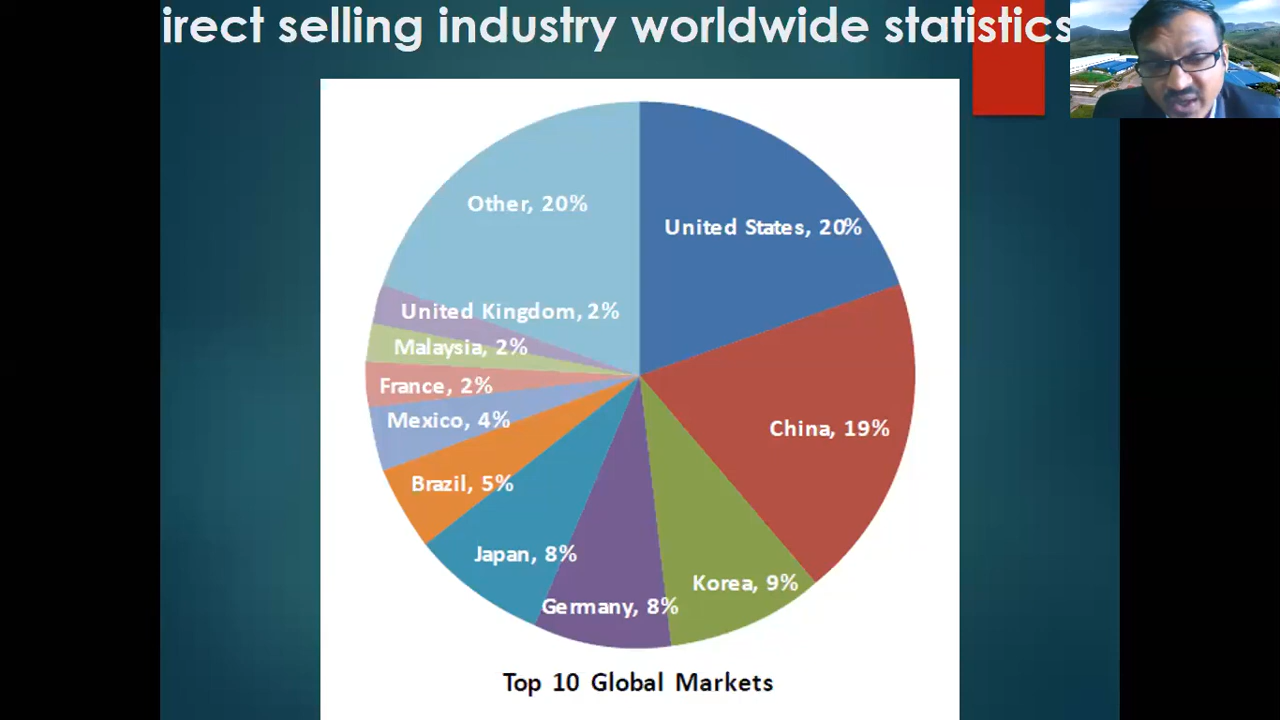 irect selling industry worldwide statistics
Other, 20%
United States, 20%
United Kingdom, 2%
Malaysia, 2%
France, 2%
Mexico, 4%
China, 19%
Brazil, 5%
Japan, 8%
Korea, 9%
Germany, 8%
Top 10 Global Markets